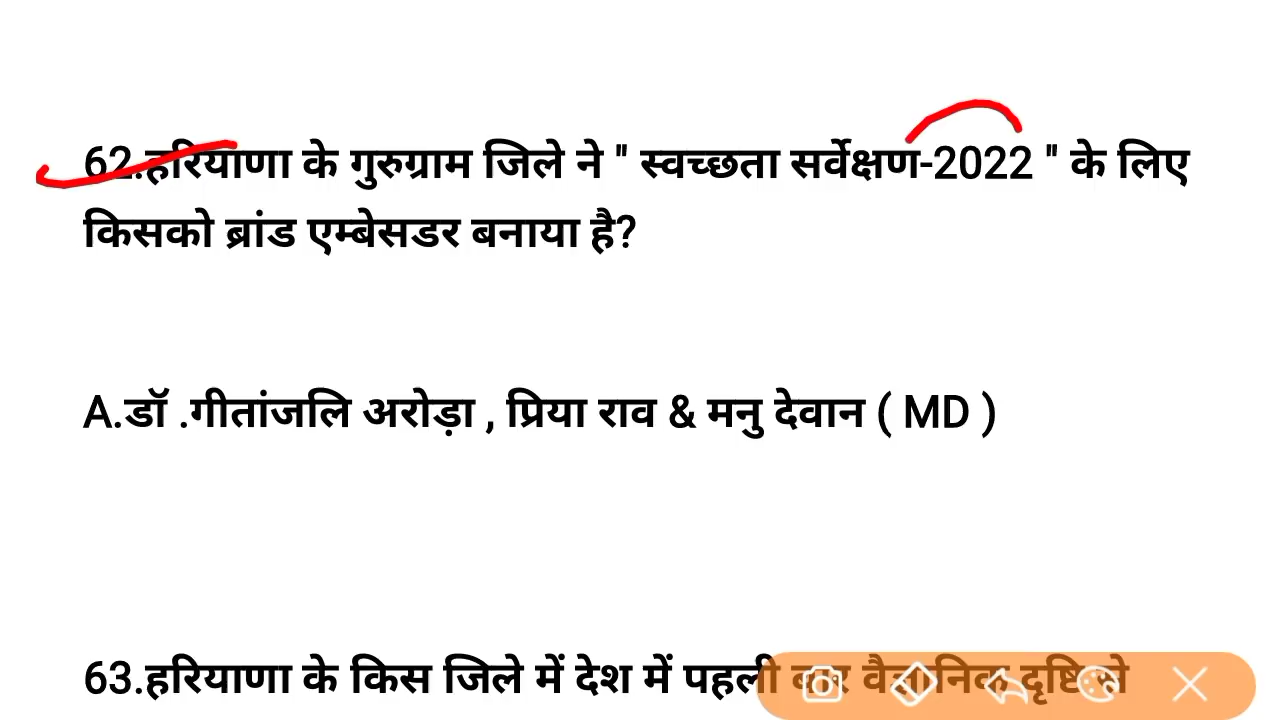 62.हरियाणा के गुरुग्राम जिले ने " स्वच्छता सर्वेक्षण-2022 " के लिए
किसको ब्रांड एम्बेसडर बनाया है?
A.डॉ .गीतांजलि अरोड़ा , प्रिया राव & मनु देवान ( MD )
63.हरियाणा के किस जिले में देश में पहली बार वैज्ञानिक दृष्टि से